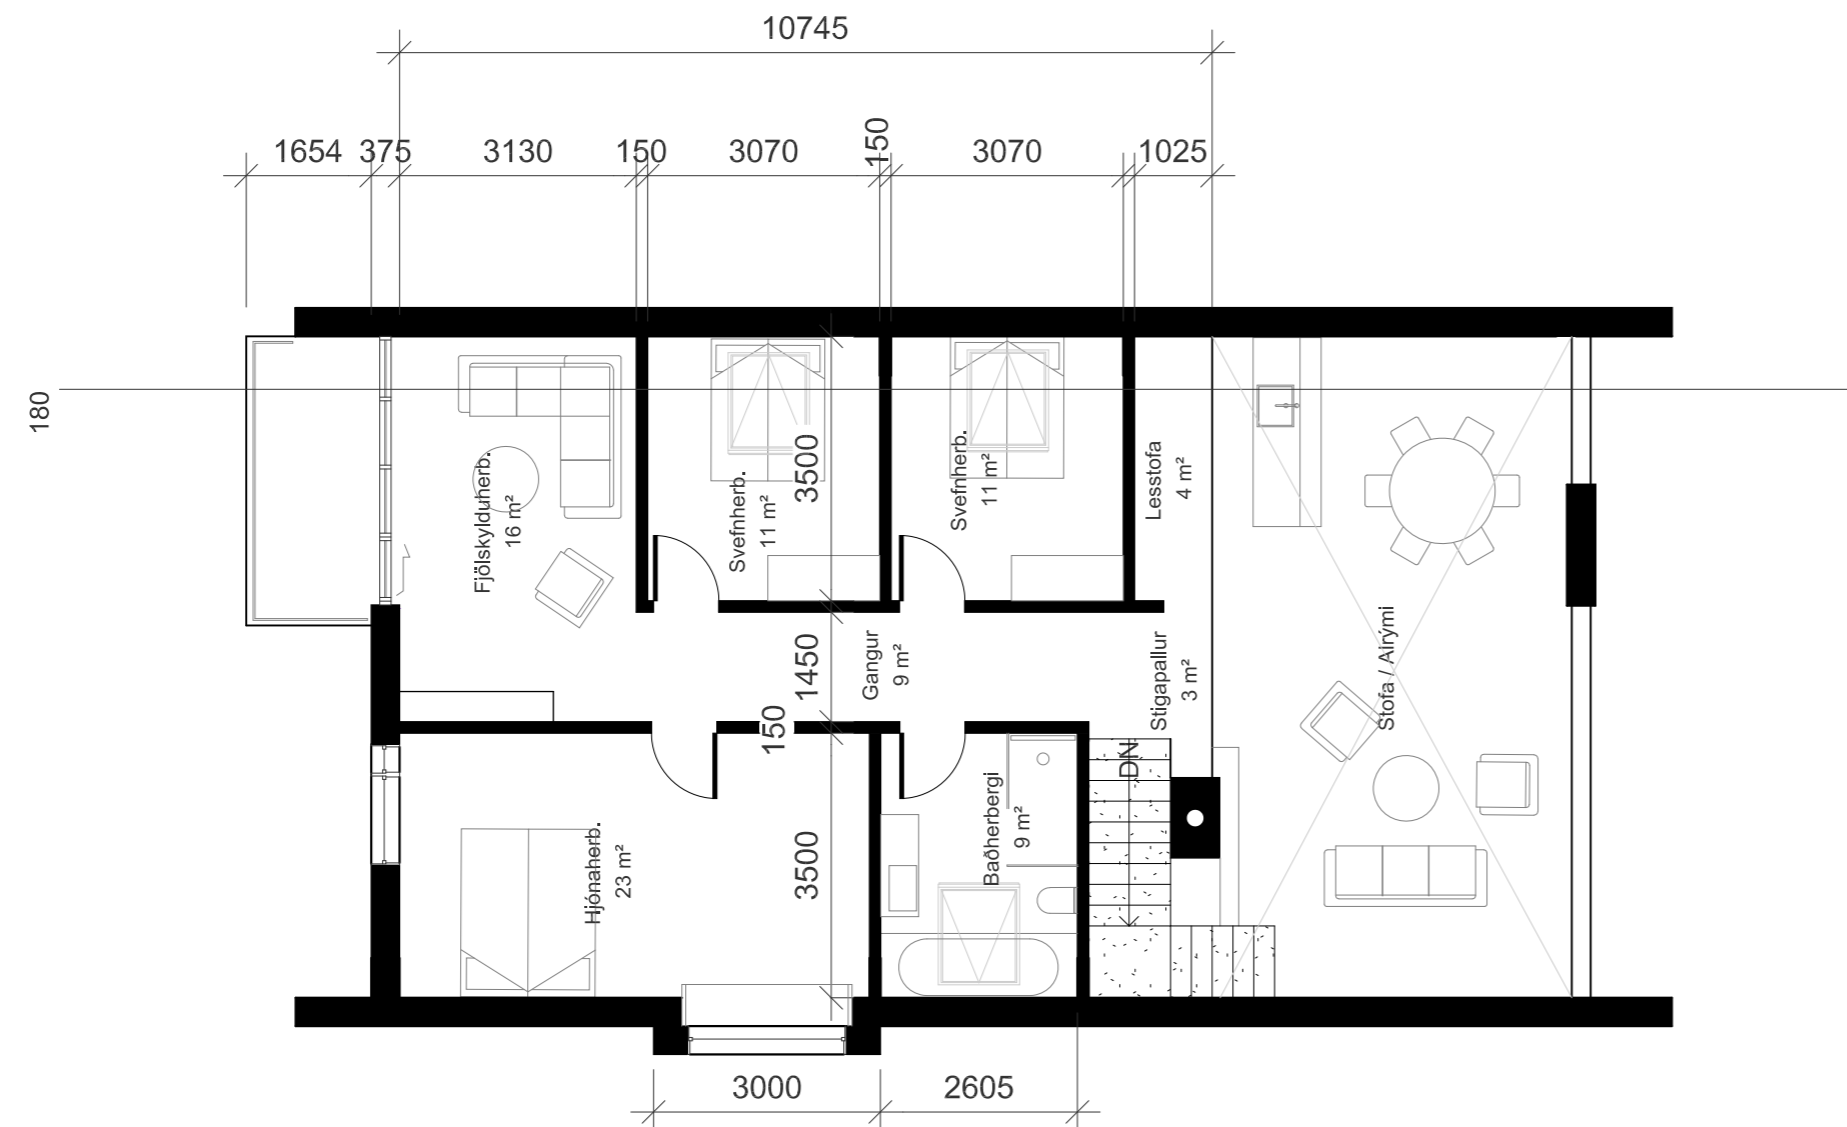 10745
1654 375 3130 150 3070 150 3070 1025
180
Fjölskylduherb.
16 m²
Svefnherb.
11 m²
3500
Svefnherb.
11 m²
Lesstofa
4 m²
1450
Gangur
9 m²
Stigapallur
3 m²
Stofa / Alrými
150
DN
Hjónaherb.
23 m²
3500
Baðherbergi
9 m²
3000 2605